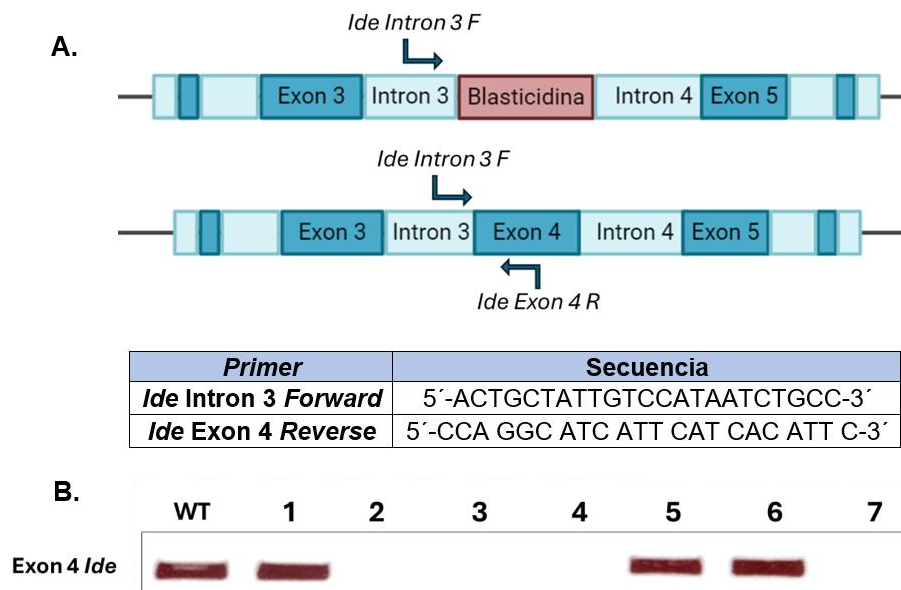 A.
Ide Intron 3 F
Exon 3 Intron 3 Blasticidina Intron 4 Exon 5
Ide Intron 3 F
Exon 3 Intron 3 Exon 4 Intron 4 Exon 5
Ide Exon 4 R
Primer Secuencia
Ide Intron 3 Forward 5´-ACTGCTATTGTCCATAATCTGCC-3´
Ide Exon 4 Reverse 5´-CCA GGC ATC ATT CAT CAC ATT C-3´
B.
WT 1 2 3 4 5 6 7
Exon 4 Ide